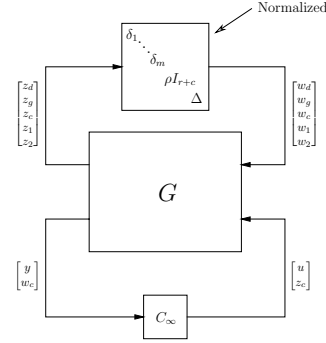 Normalized
δ₁
⋱
δₘ
ρI_{r+c}
Δ
[z_d
z_g
z_c
z_1
z_2]
[w_d
w_g
w_c
w_1
w_2]
G
[y
w_c]
[u
z_c]
C_∞